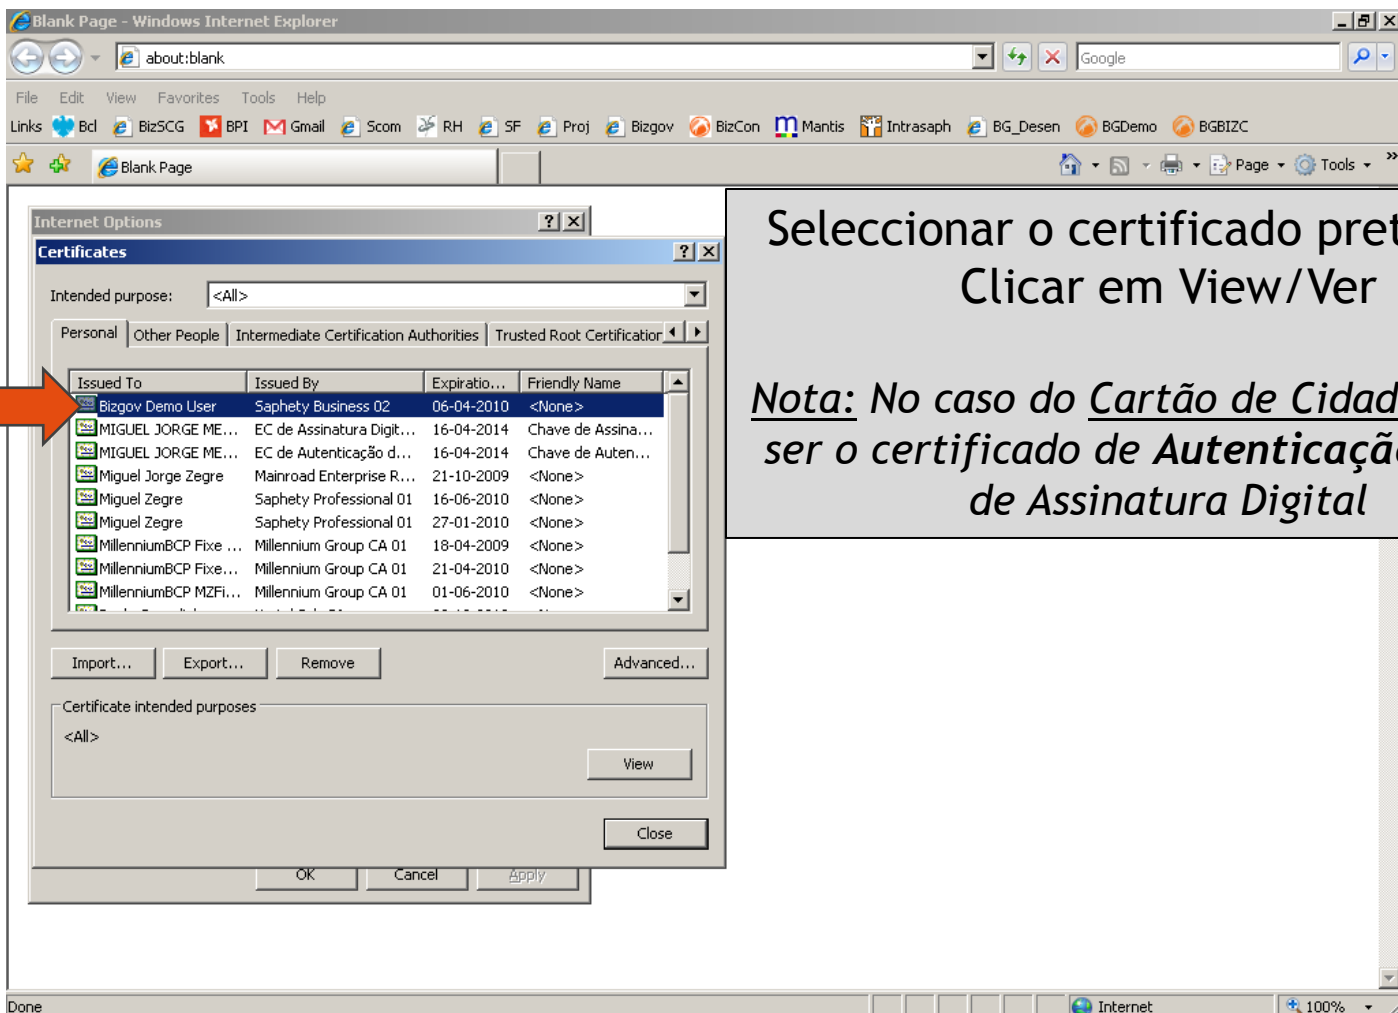 Blank Page - Windows Internet Explorer
about:blank
Google
File Edit View Favorites Tools Help
Links Bcl BizSCG BPI Gmail Scom RH SF Proj Bizgov BizCon Mantis Intrasaph BG_Desen BGDemo BGBIZC
Blank Page
Page Tools
Internet Options
Certificates
Intended purpose: <All>
Personal Other People Intermediate Certification Authorities Trusted Root Certification
Issued To Issued By Expiratio... Friendly Name
Bizgov Demo User Saphety Business 02 06-04-2010 <None>
MIGUEL JORGE ME... EC de Assinatura Digit... 16-04-2014 Chave de Assina...
MIGUEL JORGE ME... EC de Autenticação d... 16-04-2014 Chave de Auten...
Miguel Jorge Zegre Mainroad Enterprise R... 21-10-2009 <None>
Miguel Zegre Saphety Professional 01 16-06-2010 <None>
Miguel Zegre Saphety Professional 01 27-01-2010 <None>
MillenniumBCP Fixe ... Millennium Group CA 01 18-04-2009 <None>
MillenniumBCP Fixe... Millennium Group CA 01 21-04-2010 <None>
MillenniumBCP MZFi... Millennium Group CA 01 01-06-2010 <None>
Import... Export... Remove Advanced...
Certificate intended purposes
<All>
View
Close
OK Cancel Apply
Seleccionar o certificado pret
Clicar em View/Ver
Nota: No caso do Cartão de Cidad
ser o certificado de Autenticaçã
de Assinatura Digital
Done Internet 100%